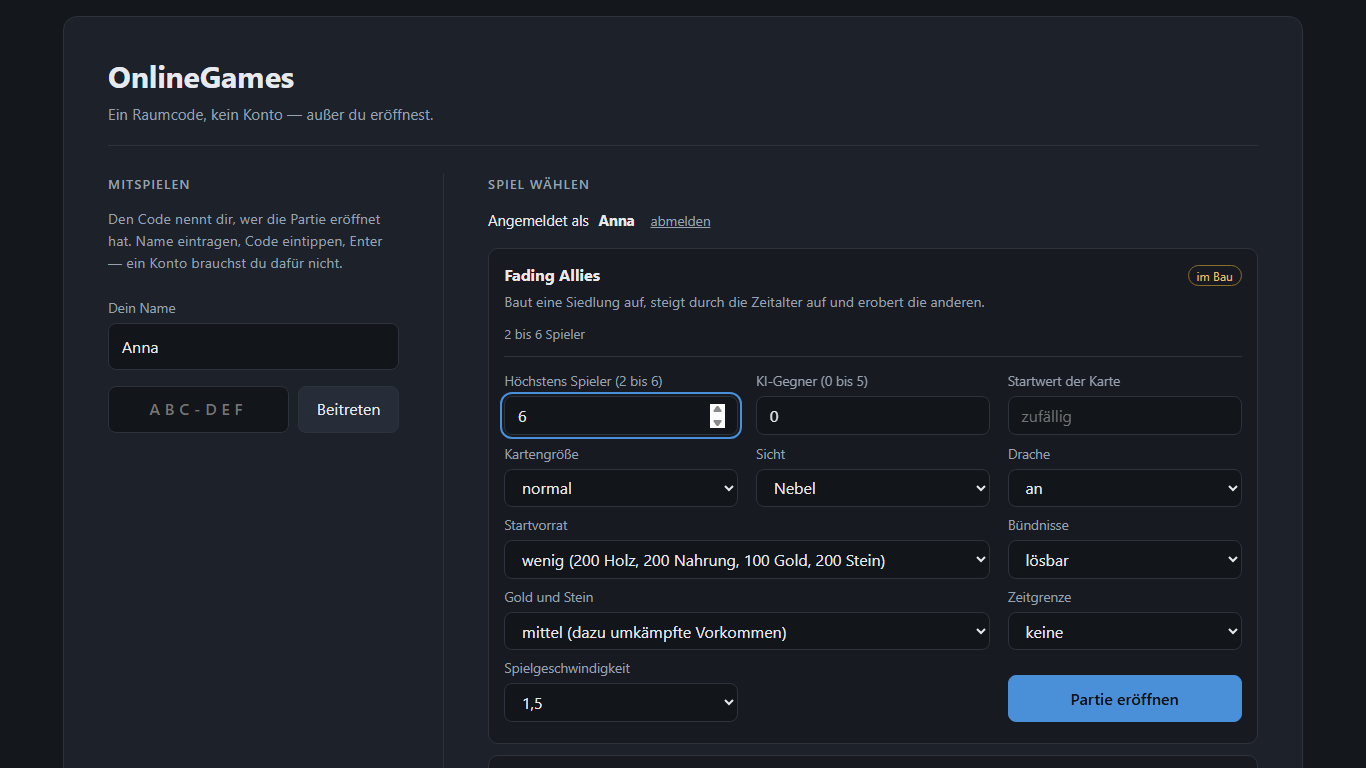 OnlineGames
Ein Raumcode, kein Konto — außer du eröffnest.
MITSPIELEN
Den Code nennt dir, wer die Partie eröffnet
hat. Name eintragen, Code eintippen, Enter
— ein Konto brauchst du dafür nicht.
Dein Name
Anna
ABC-DEF
Beitreten
SPIEL WÄHLEN
Angemeldet als Anna abmelden
Fading Allies
im Bau
Baut eine Siedlung auf, steigt durch die Zeitalter auf und erobert die anderen.
2 bis 6 Spieler
Höchstens Spieler (2 bis 6)
6
KI-Gegner (0 bis 5)
0
Startwert der Karte
zufällig
Kartengröße
normal
Sicht
Nebel
Drache
an
Startvorrat
wenig (200 Holz, 200 Nahrung, 100 Gold, 200 Stein)
Bündnisse
lösbar
Gold und Stein
mittel (dazu umkämpfte Vorkommen)
Zeitgrenze
keine
Spielgeschwindigkeit
1,5
Partie eröffnen